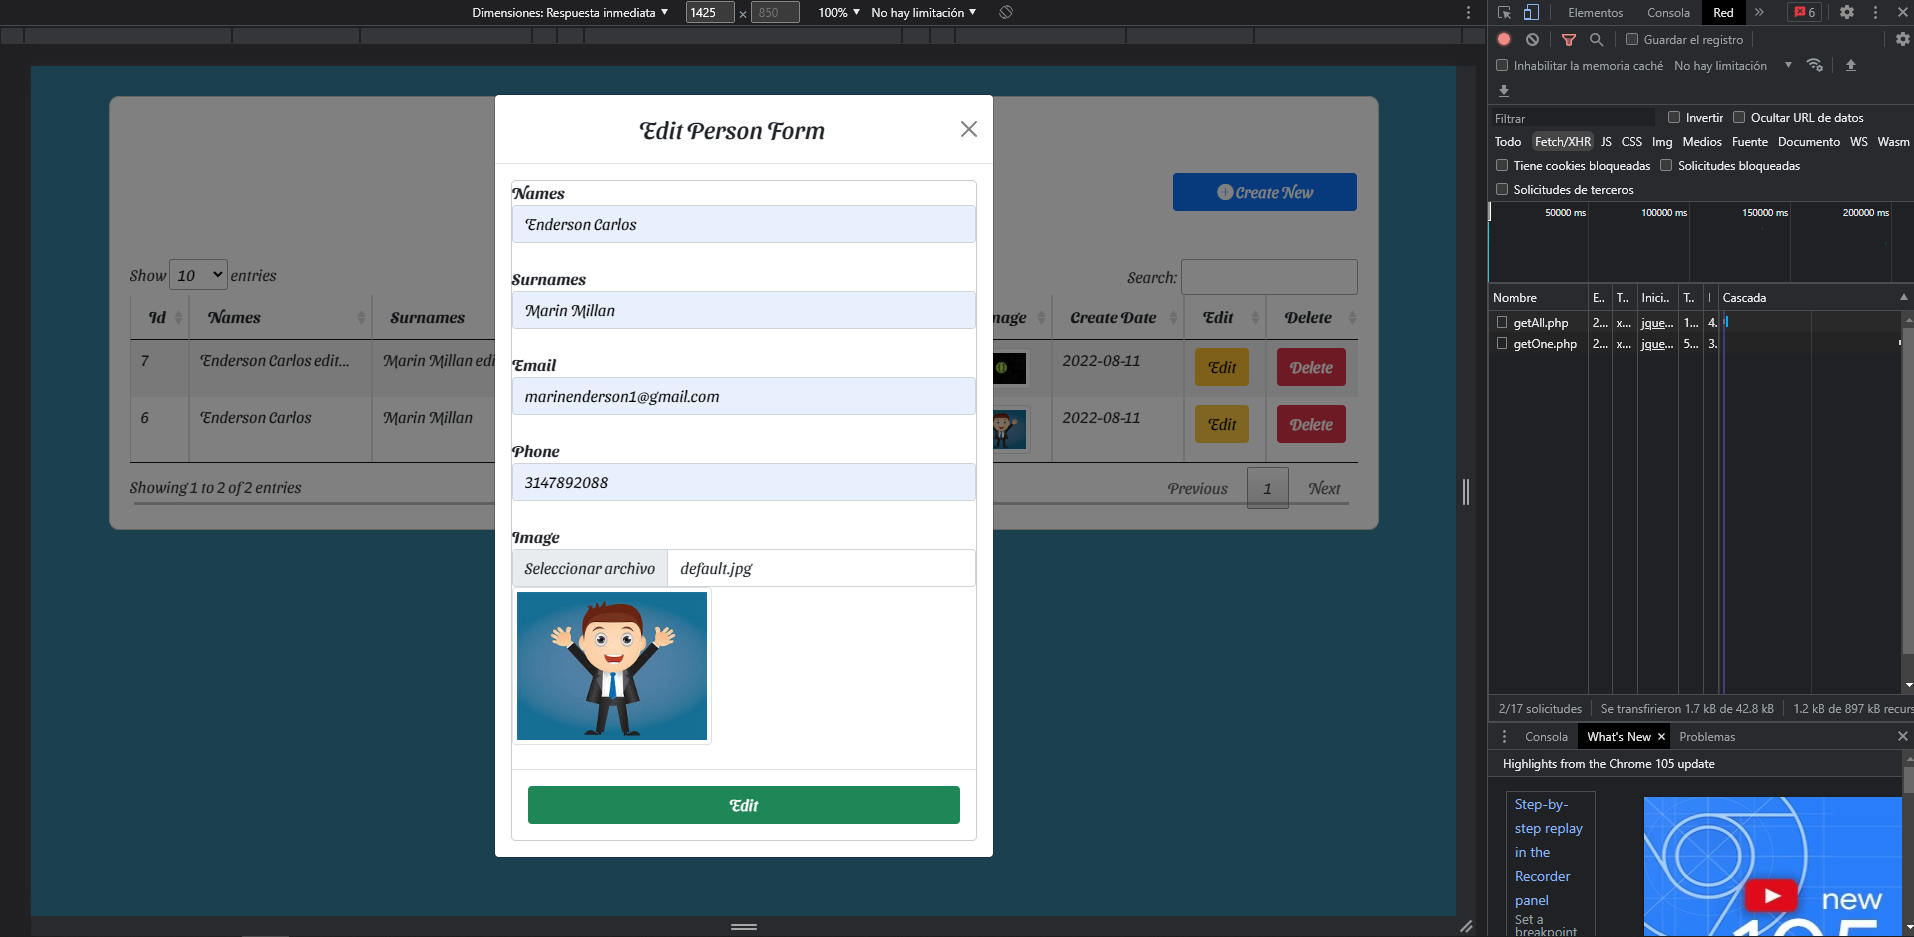 Dimensiones: Respuesta inmediata ▼ 1425 × 850 100% ▼ No hay limitación ▼
Elementos Consola Red » 6
Guardar el registro
Inhabilitar la memoria caché No hay limitación ▼
Filtrar Invertir Ocultar URL de datos
Todo Fetch/XHR JS CSS Img Medios Fuente Documento WS Wasm
Tiene cookies bloqueadas Solicitudes bloqueadas
Solicitudes de terceros
50000 ms 100000 ms 150000 ms 200000 ms
Nombre E.. T.. Inici.. T.. I Cascada
getAll.php 2... x... jque... 1... 4.
getOne.php 2... x... jque... 5... 3.
2/17 solicitudes Se transfirieron 1.7 kB de 42.8 kB 1.2 kB de 897 kB recurs
Consola What's New × Problemas
Highlights from the Chrome 105 update
Step-by-
step replay
in the
Recorder
panel
Set a
breakpoint
new
105
Create New
Show 10 entries
Search:
Id Names Surnames mage Create Date Edit Delete
7 Enderson Carlos edit... Marin Millan edi 2022-08-11 Edit Delete
6 Enderson Carlos Marin Millan 2022-08-11 Edit Delete
Showing 1 to 2 of 2 entries
Previous 1 Next
Edit Person Form
Names
Enderson Carlos
Surnames
Marin Millan
Email
marinenderson1@gmail.com
Phone
3147892088
Image
Seleccionar archivo default.jpg
Edit